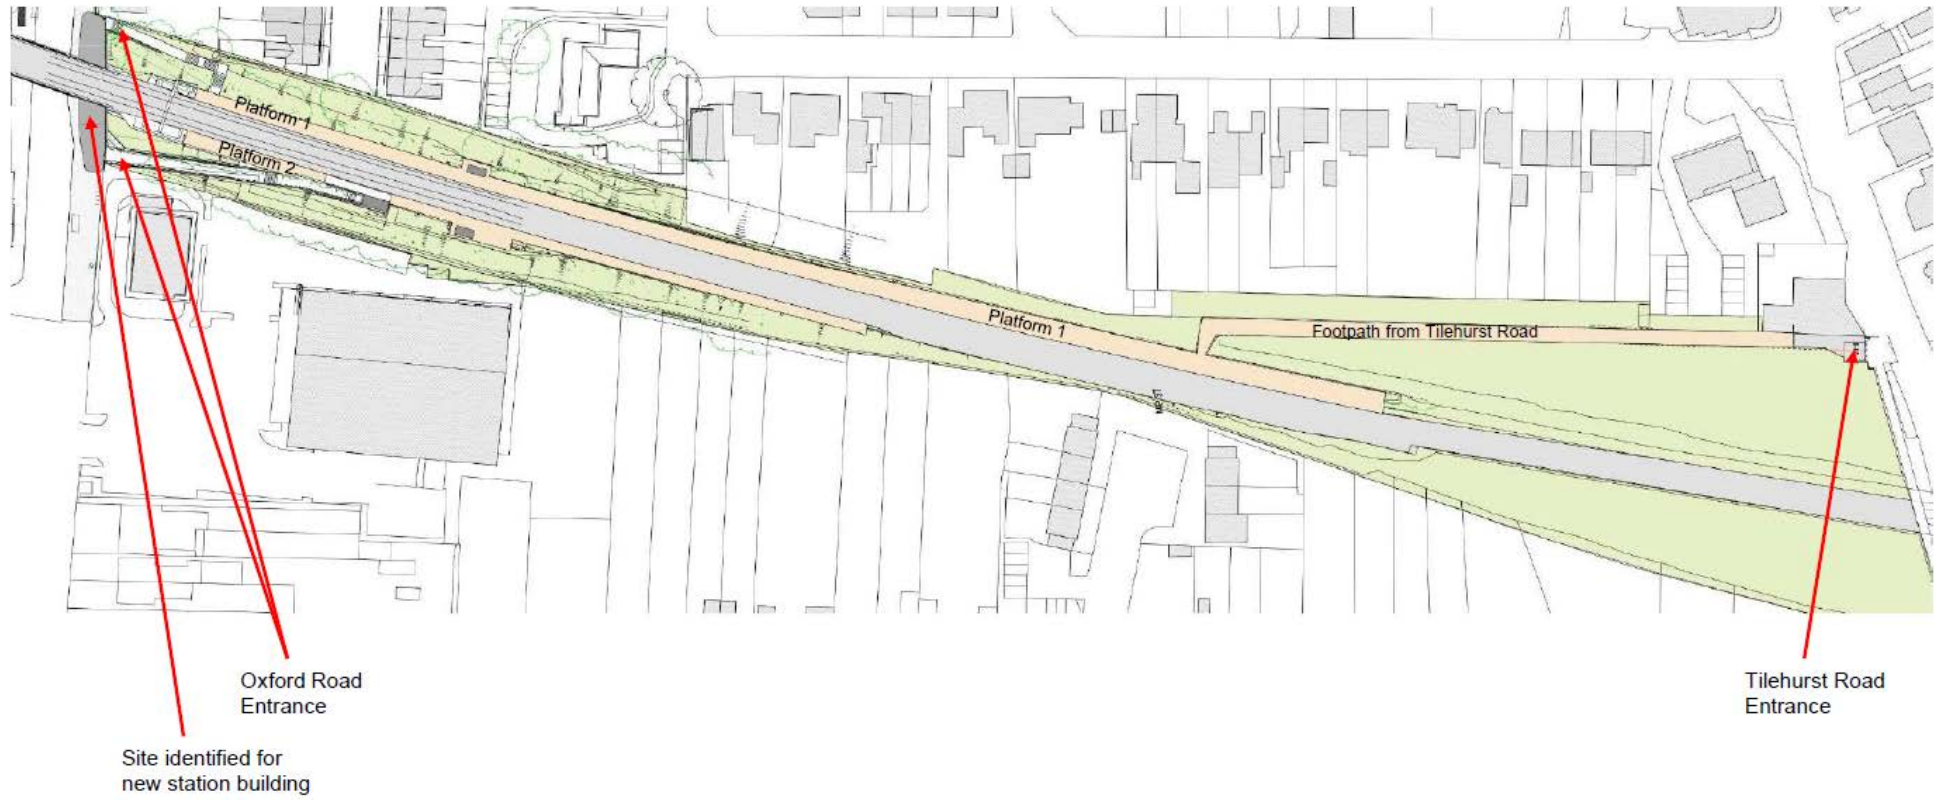 Platform 1
Platform 2
Platform 1
Footpath from Tilehurst Road
Oxford Road
Entrance
Tilehurst Road
Entrance
Site identified for
new station building